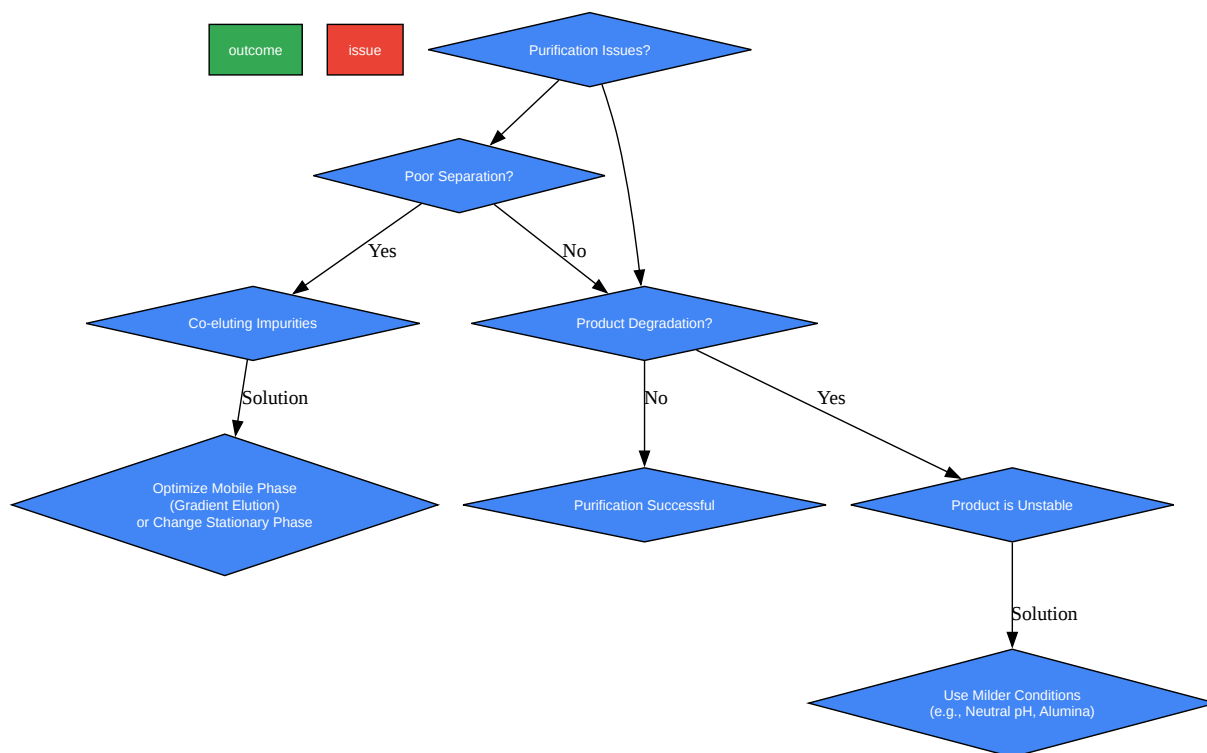 outcome
issue
Purification Issues?
Poor Separation?
Yes
No
Co-eluting Impurities
Product Degradation?
Solution
No
Yes
Optimize Mobile Phase
(Gradient Elution)
or Change Stationary Phase
Purification Successful
Product is Unstable
Solution
Use Milder Conditions
(e.g., Neutral pH, Alumina)